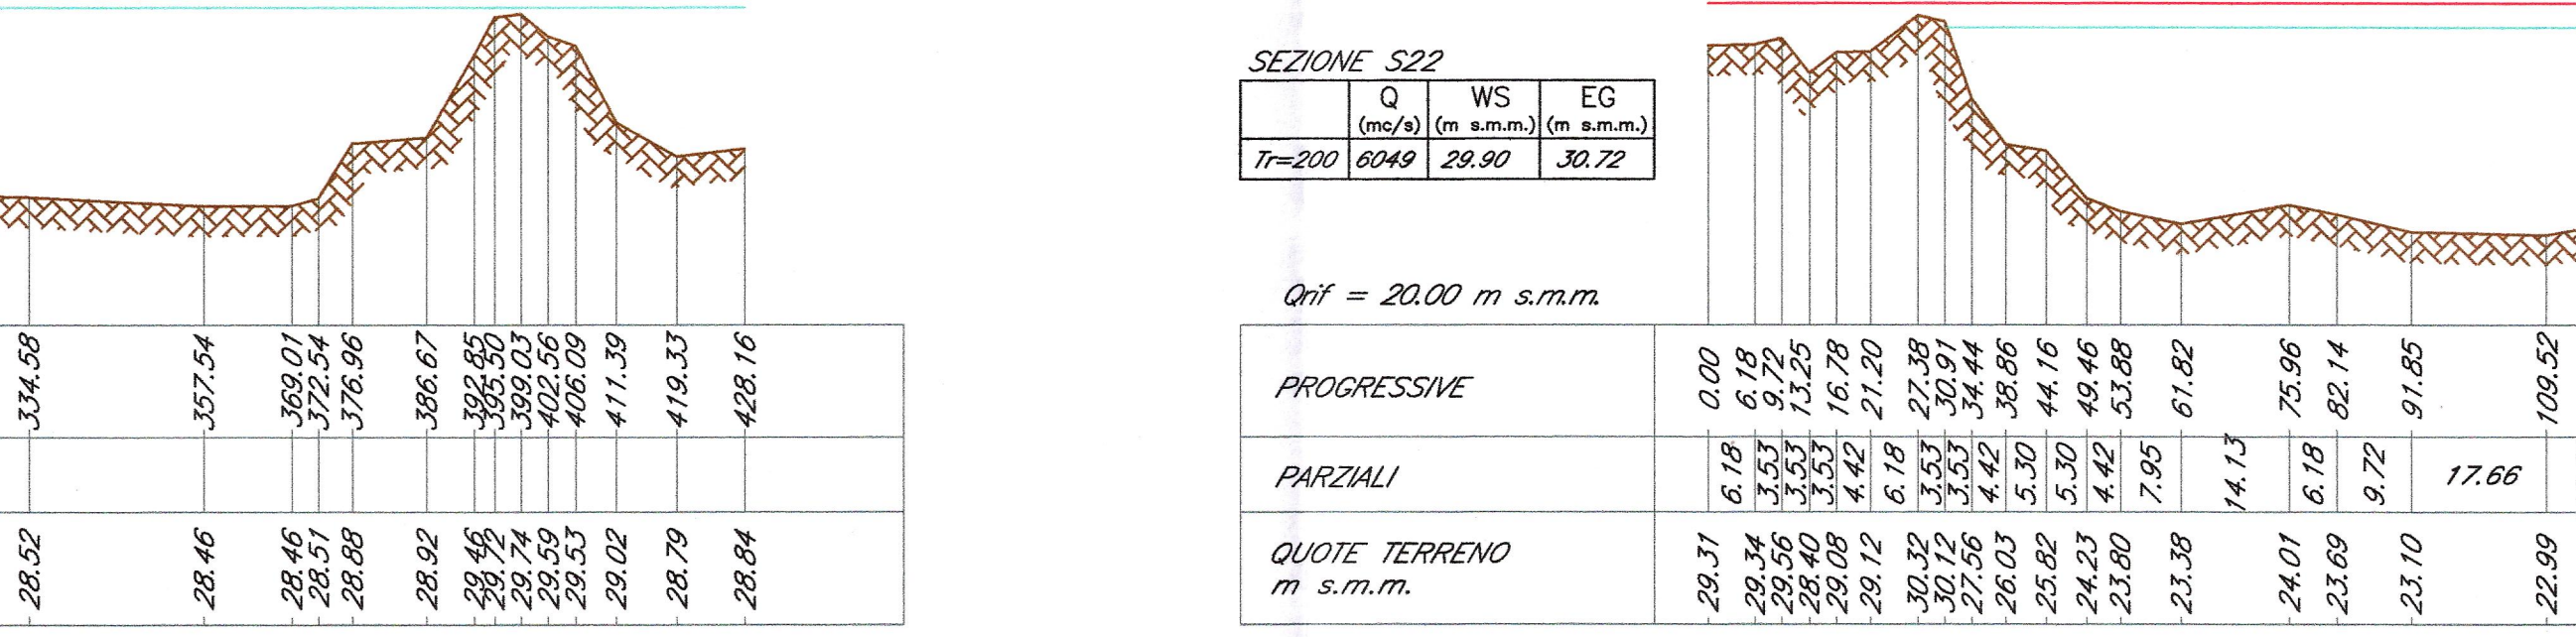 334.58 357.54 369.01 372.54 376.96 386.67 392.85 395.50 399.03 402.56 406.09 411.39 419.33 428.16
28.52 28.46 28.46 28.51 28.88 28.92 29.46 29.72 29.74 29.59 29.53 29.02 28.79 28.84
SEZIONE S22
Q WS EG
(mc/s) (m s.m.m.) (m s.m.m.)
Tr=200 6049 29.90 30.72
Qrif = 20.00 m s.m.m.
PROGRESSIVE 0.00 6.18 9.72 13.25 16.78 21.20 27.38 30.91 34.44 38.86 44.16 49.46 53.88 61.82 75.96 82.14 91.85 109.52
PARZIALI 6.18 3.53 3.53 3.53 4.42 6.18 3.53 3.53 4.42 5.30 5.30 4.42 7.95 14.13 6.18 9.72 17.66
QUOTE TERRENO
m s.m.m.
29.31 29.34 29.56 28.40 29.08 29.12 30.32 30.12 27.56 26.03 25.82 24.23 23.80 23.38 24.01 23.69 23.10 22.99